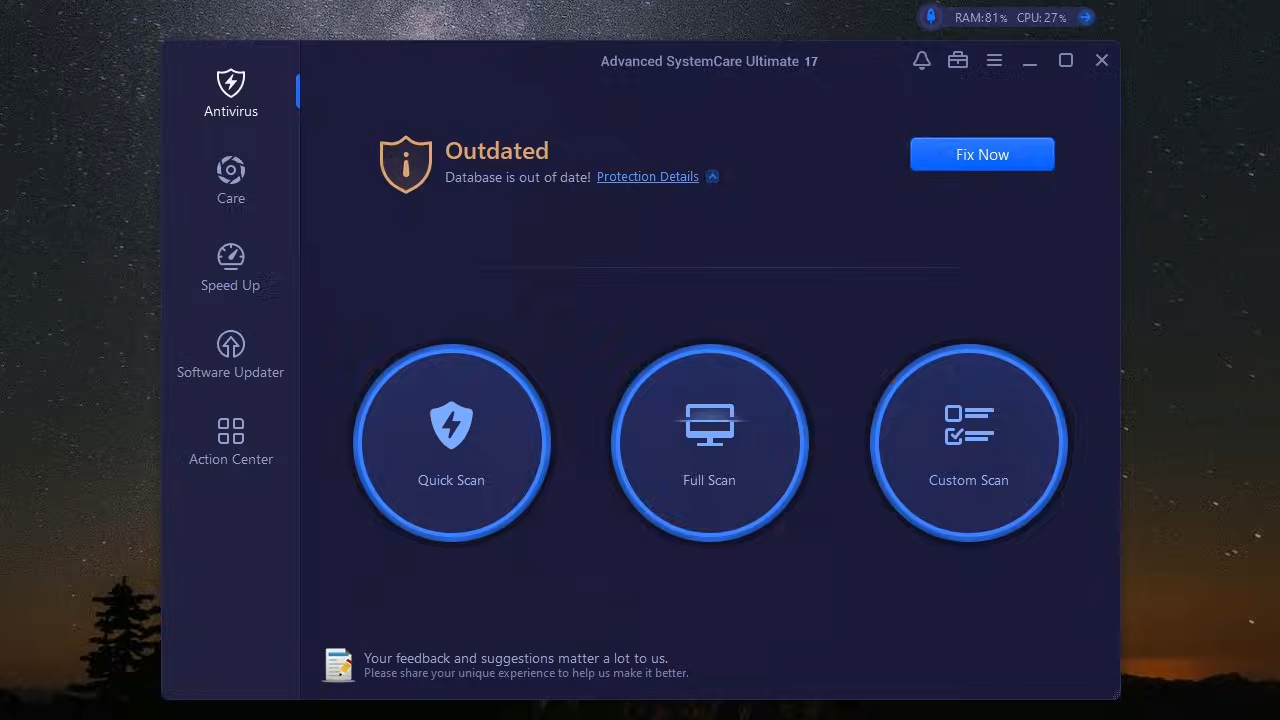 RAM:81% CPU:27%
Advanced SystemCare Ultimate 17
Antivirus
Care
Speed Up
Software Updater
Action Center
Outdated
Database is out of date! Protection Details
Fix Now
Quick Scan
Full Scan
Custom Scan
Your feedback and suggestions matter a lot to us.
Please share your unique experience to help us make it better.